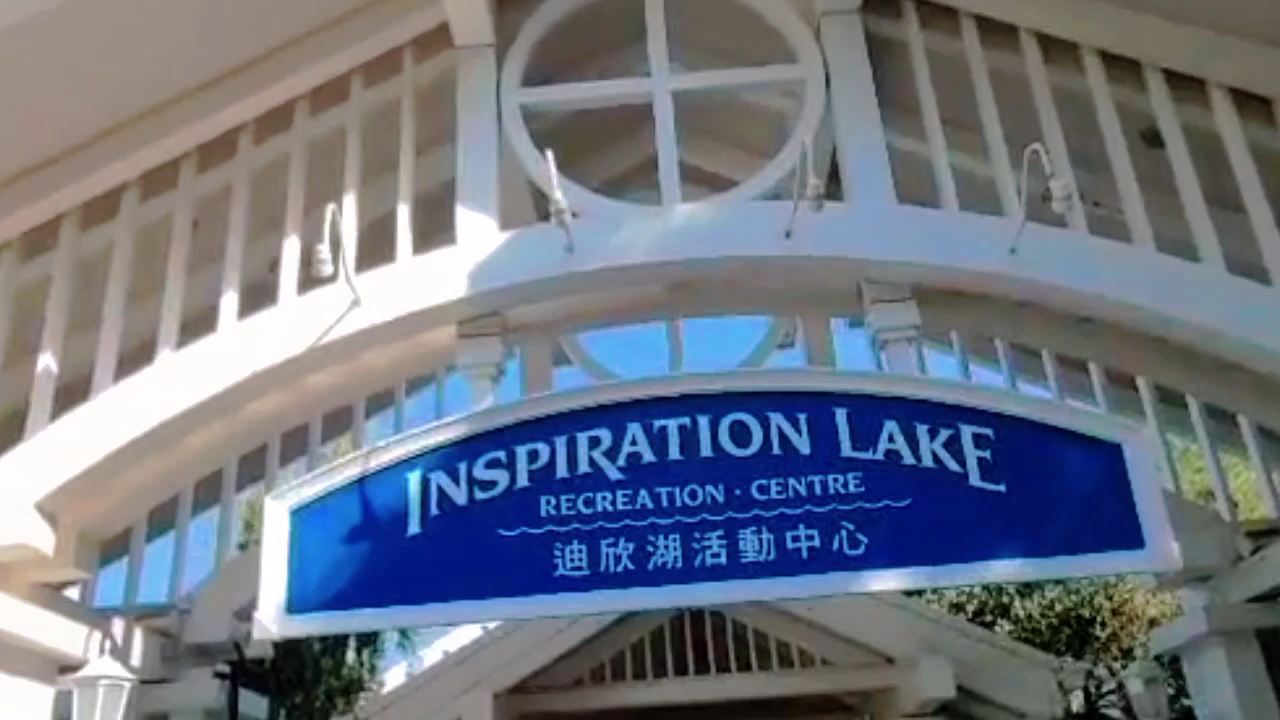 INSPIRATION LAKE
RECREATION · CENTRE
迪欣湖活動中心